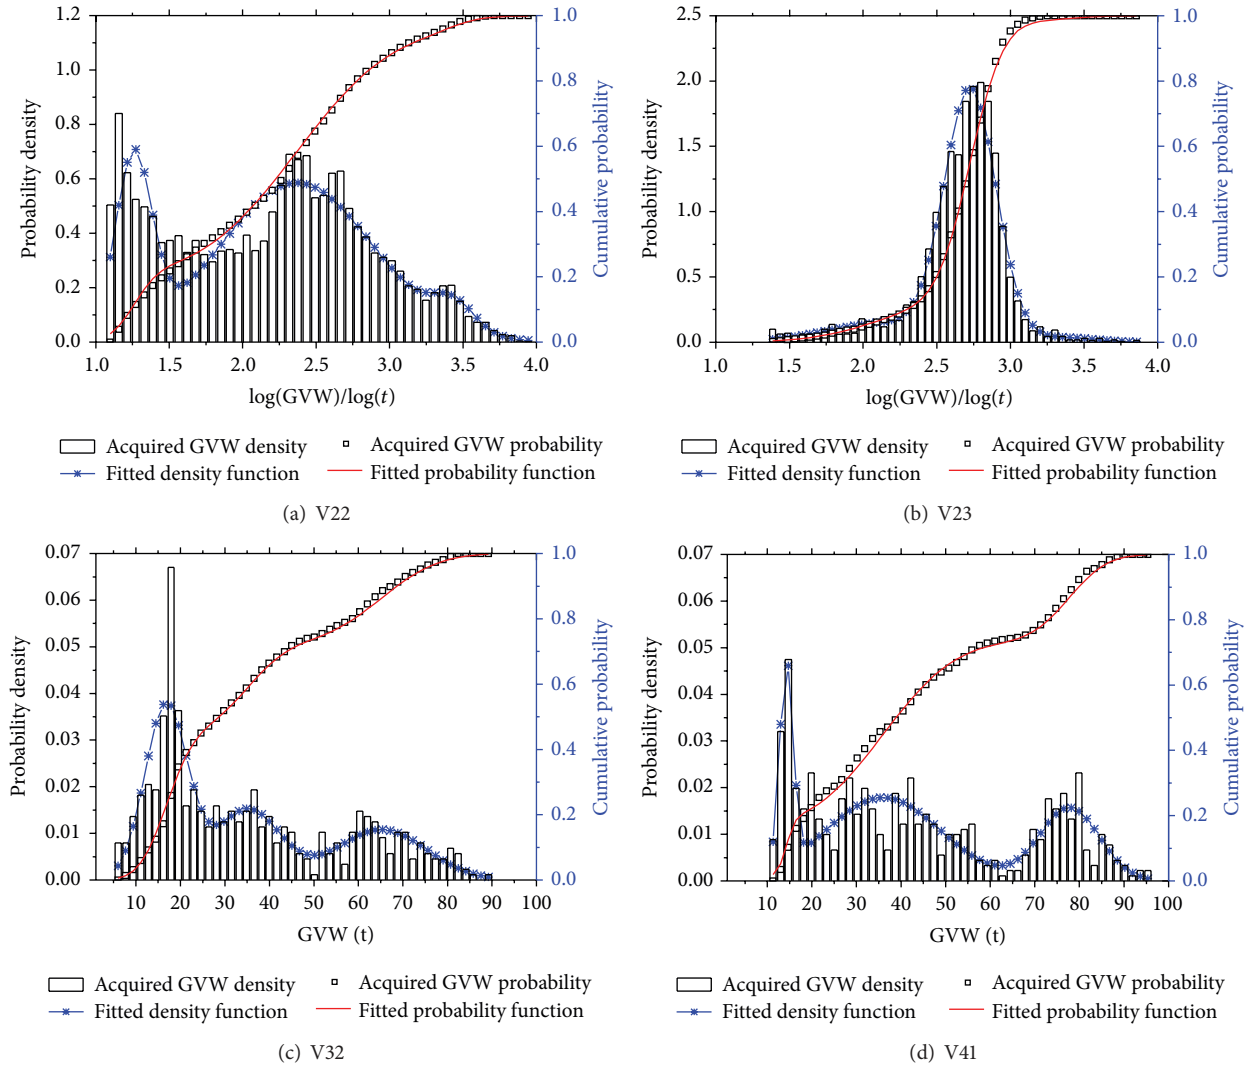 1.2
1.0
0.8
0.6
0.4
0.2
0.0
Probability density
1.0
0.8
0.6
0.4
0.2
0.0
Cumulative probability
1.0 1.5 2.0 2.5 3.0 3.5 4.0
log(GVW)/log(t)
Acquired GVW density
Acquired GVW probability
Fitted density function
Fitted probability function
(a) V22
2.5
2.0
1.5
1.0
0.5
0.0
Probability density
1.0
0.8
0.6
0.4
0.2
0.0
Cumulative probability
1.0 1.5 2.0 2.5 3.0 3.5 4.0
log(GVW)/log(t)
Acquired GVW density
Acquired GVW probability
Fitted density function
Fitted probability function
(b) V23
0.07
0.06
0.05
0.04
0.03
0.02
0.01
0.00
Probability density
1.0
0.8
0.6
0.4
0.2
0.0
Cumulative probability
10 20 30 40 50 60 70 80 90 100
GVW (t)
Acquired GVW density
Acquired GVW probability
Fitted density function
Fitted probability function
(c) V32
0.07
0.06
0.05
0.04
0.03
0.02
0.01
0.00
Probability density
1.0
0.8
0.6
0.4
0.2
0.0
Cumulative probability
10 20 30 40 50 60 70 80 90 100
GVW (t)
Acquired GVW density
Acquired GVW probability
Fitted density function
Fitted probability function
(d) V41